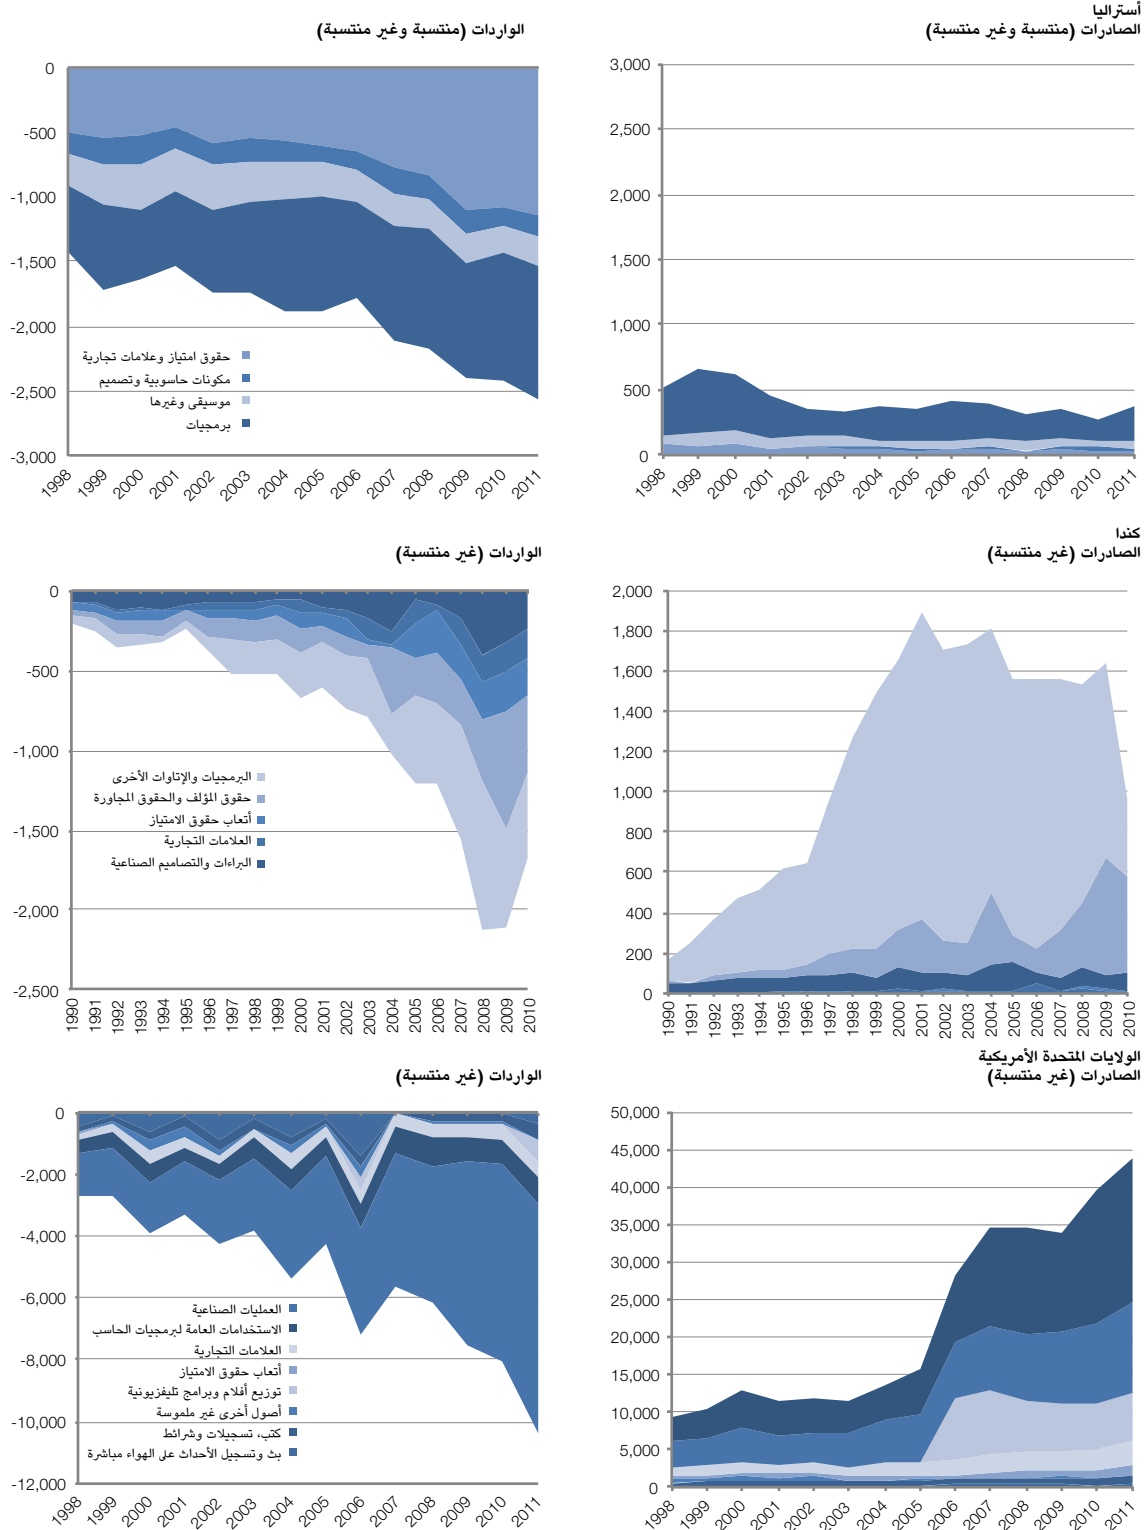 أستراليا
الصادرات (منتسبة وغير منتسبة)
3,000
2,500
2,000
1,500
1,000
500
0
1998 1999 2000 2001 2002 2003 2004 2005 2006 2007 2008 2009 2010 2011
الواردات (منتسبة وغير منتسبة)
0
-500
-1,000
-1,500
-2,000
-2,500
-3,000
حقوق امتياز وعلامات تجارية
مكونات حاسوبية وتصميم
موسيقى وغيرها
برمجيات
1998 1999 2000 2001 2002 2003 2004 2005 2006 2007 2008 2009 2010 2011
كندا
الصادرات (غير منتسبة)
2,000
1,800
1,600
1,400
1,200
1,000
800
600
400
200
0
1990 1991 1992 1993 1994 1995 1996 1997 1998 1999 2000 2001 2002 2003 2004 2005 2006 2007 2008 2009 2010
الواردات (غير منتسبة)
0
-500
-1,000
-1,500
-2,000
-2,500
البرمجيات والإتاوات الأخرى
حقوق المؤلف والحقوق المجاورة
أتعاب حقوق الامتياز
العلامات التجارية
البراءات والتصاميم الصناعية
1990 1991 1992 1993 1994 1995 1996 1997 1998 1999 2000 2001 2002 2003 2004 2005 2006 2007 2008 2009 2010
الولايات المتحدة الأمريكية
الصادرات (غير منتسبة)
50,000
45,000
40,000
35,000
30,000
25,000
20,000
15,000
10,000
5,000
0
1998 1999 2000 2001 2002 2003 2004 2005 2006 2007 2008 2009 2010 2011
الواردات (غير منتسبة)
0
-2,000
-4,000
-6,000
-8,000
-10,000
-12,000
العمليات الصناعية
الاستخدامات العامة لبرمجيات الحاسب
العلامات التجارية
أتعاب حقوق الامتياز
توزيع أفلام وبرامج تليفزيونية
أصول أخرى غير ملموسة
كتب، تسجيلات وشرائط
بث وتسجيل الأحداث على الهواء مباشرة
1998 1999 2000 2001 2002 2003 2004 2005 2006 2007 2008 2009 2010 2011